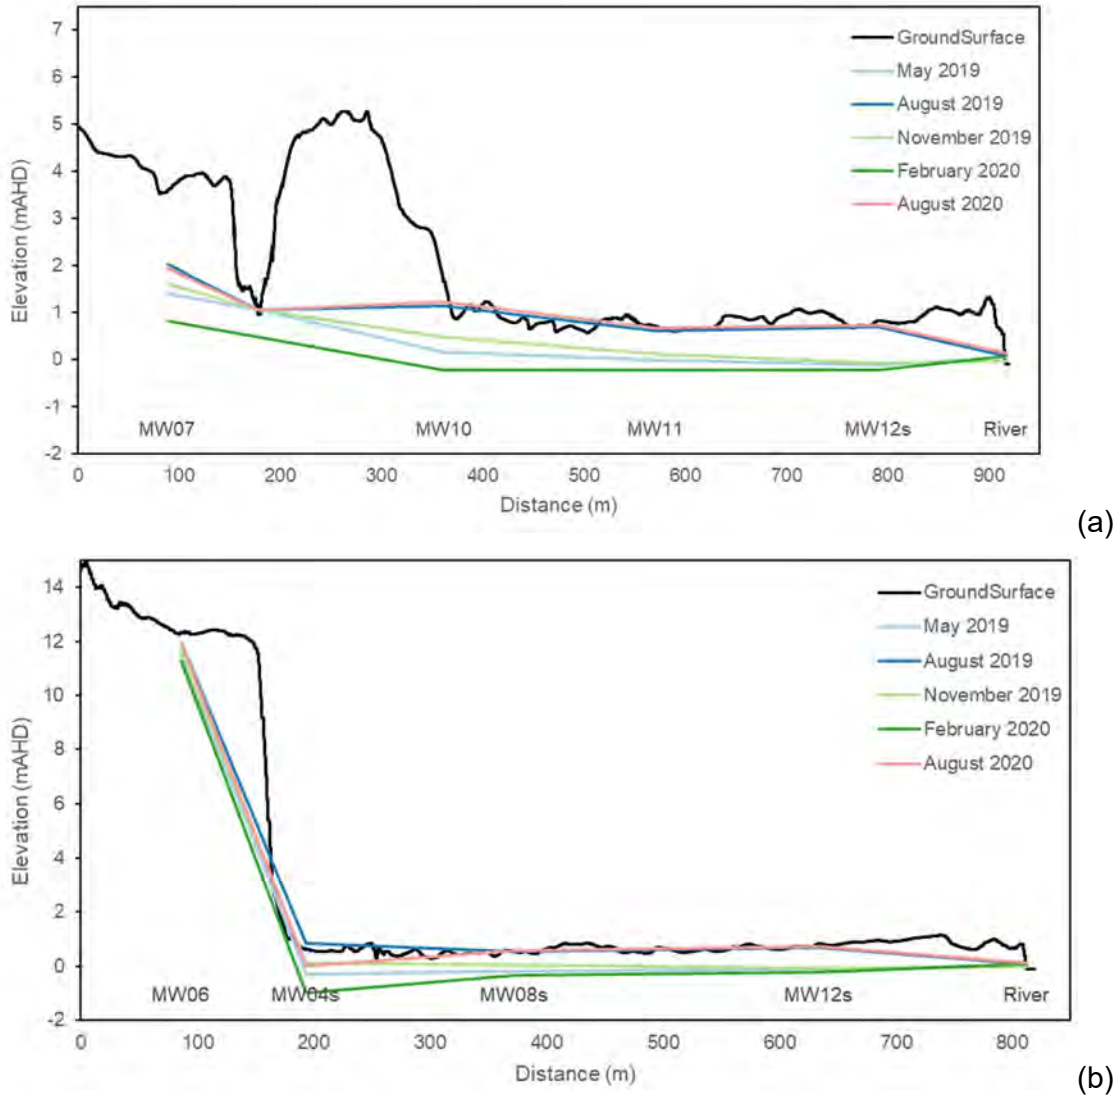 7
6
5
4
3
2
1
0
-1
-2
Elevation (mAHD)
GroundSurface
May 2019
August 2019
November 2019
February 2020
August 2020
MW07
MW10
MW11
MW12s
River
0 100 200 300 400 500 600 700 800 900
Distance (m)
(a)
14
12
10
8
6
4
2
0
-2
Elevation (mAHD)
GroundSurface
May 2019
August 2019
November 2019
February 2020
August 2020
MW06
MW04s
MW08s
MW12s
River
0 100 200 300 400 500 600 700 800
Distance (m)
(b)